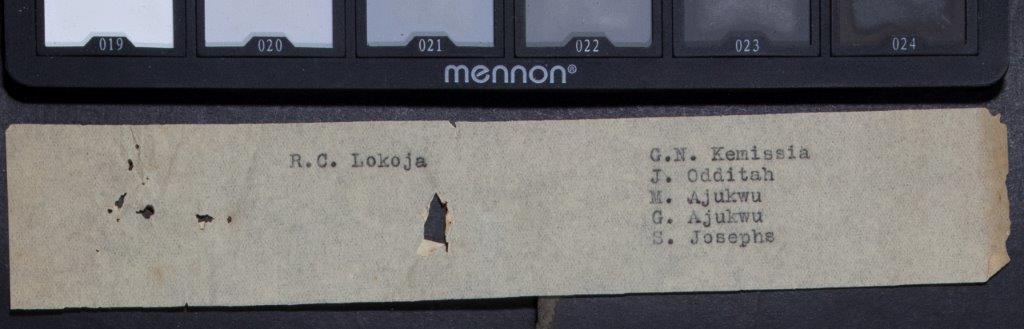 019 020 021 022 023 024
mennon®
R.C. Lokoja
G.N. Kemissia
J. Odditah
M. Ajukwu
G. Ajukwu
S. Josephs